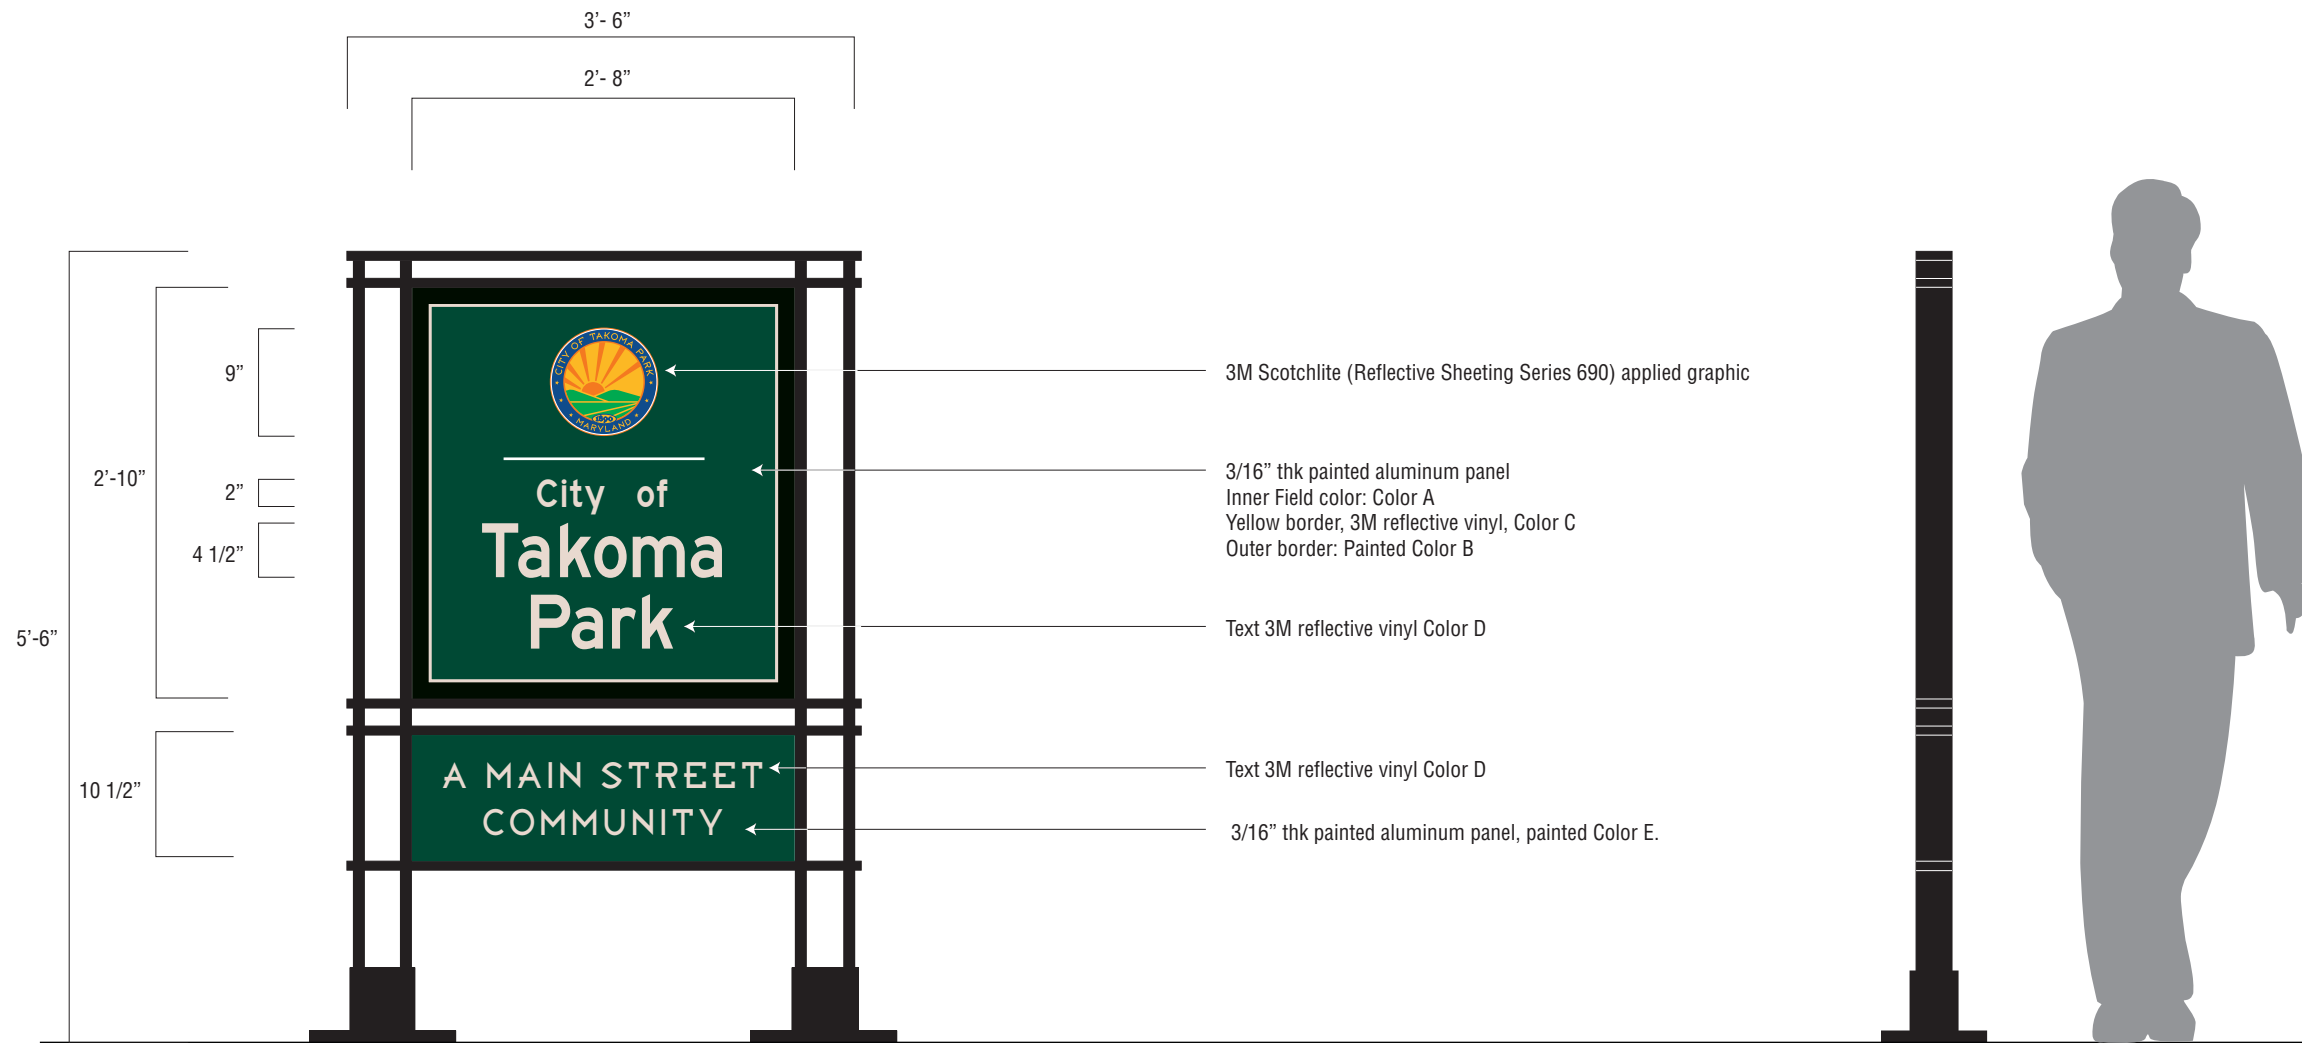 3’- 6”
2’- 8”
9”
2’-10”
2”
4 1/2”
5’-6”
10 1/2”
CITY OF TAKOMA PARK
1890
MARYLAND
City of
Takoma
Park
A MAIN STREET
COMMUNITY
3M Scotchlite (Reflective Sheeting Series 690) applied graphic
3/16” thk painted aluminum panel
Inner Field color: Color A
Yellow border, 3M reflective vinyl, Color C
Outer border: Painted Color B
Text 3M reflective vinyl Color D
Text 3M reflective vinyl Color D
3/16” thk painted aluminum panel, painted Color E.